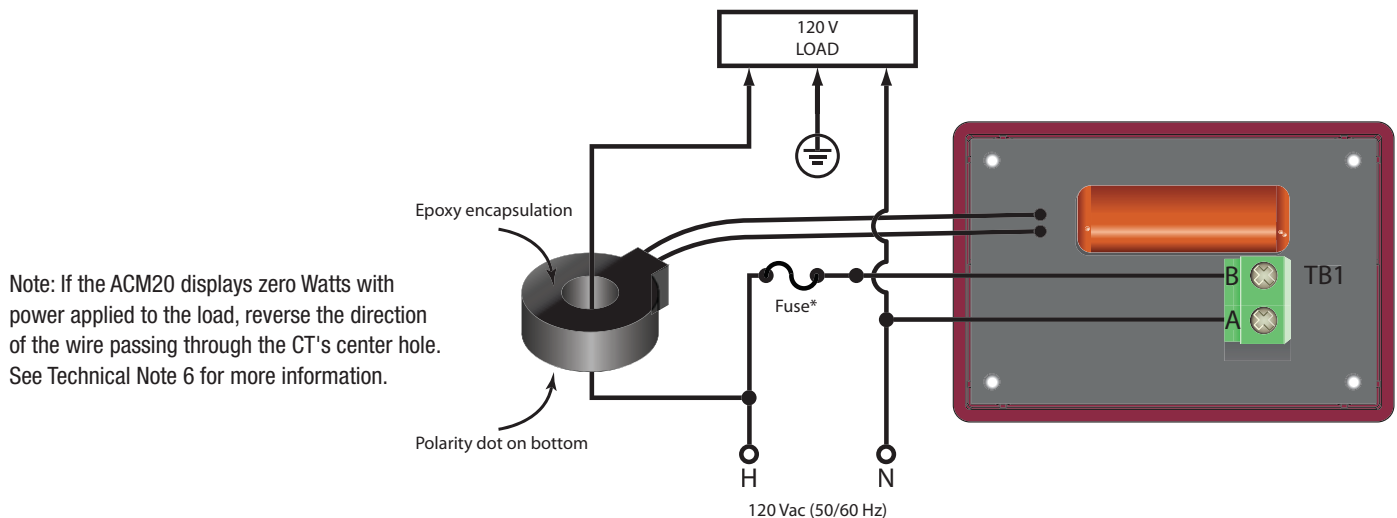 120 V
LOAD
Epoxy encapsulation
Note: If the ACM20 displays zero Watts with
power applied to the load, reverse the direction
of the wire passing through the CT's center hole.
See Technical Note 6 for more information.
Fuse*
B
TB1
A
Polarity dot on bottom
H
N
120 Vac (50/60 Hz)